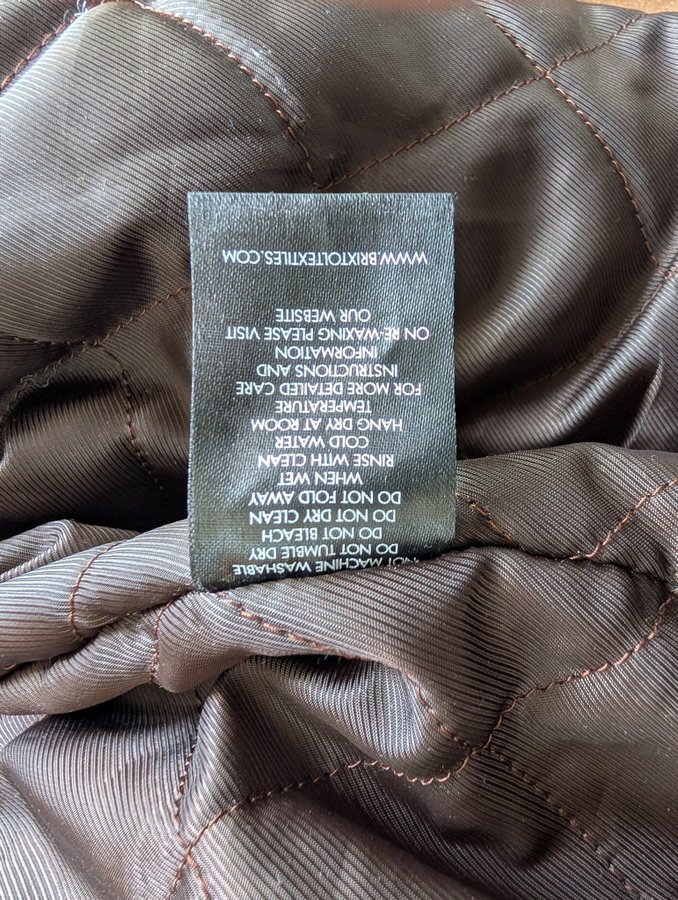 NOT MACHINE WASHABLE
DO NOT TUMBLE DRY
DO NOT BLEACH
DO NOT DRY CLEAN
DO NOT FOLD AWAY
WHEN WET
RINSE WITH CLEAN
COLD WATER
HANG DRY AT ROOM
TEMPERATURE
FOR MORE DETAILED CARE
INSTRUCTIONS AND
INFORMATION
ON RE-WAXING PLEASE VISIT
OUR WEBSITE
WWW.BRIXTOLTEXTILES.COM